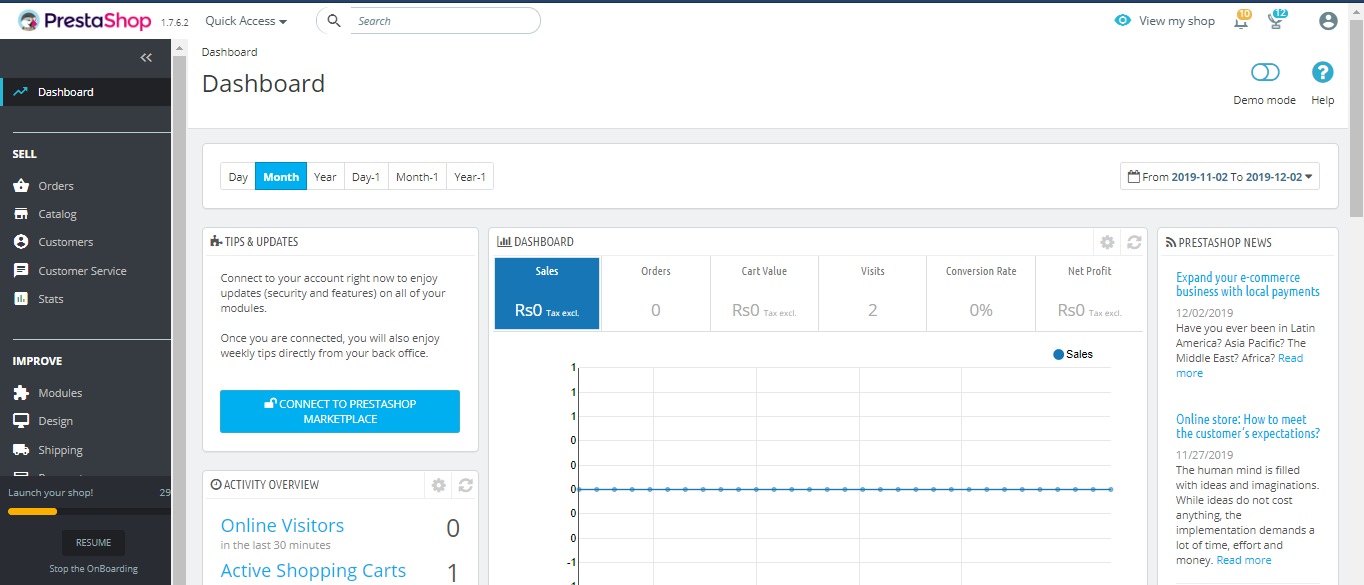 PrestaShop 1.7.6.2 Quick Access Search View my shop 10 12
Dashboard
Dashboard
Demo mode Help
Dashboard
SELL
Orders
Catalog
Customers
Customer Service
Stats
IMPROVE
Modules
Design
Shipping
Launch your shop! 29
RESUME
Stop the OnBoarding
Day Month Year Day-1 Month-1 Year-1 From 2019-11-02 To 2019-12-02
TIPS & UPDATES
Connect to your account right now to enjoy
updates (security and features) on all of your
modules.
Once you are connected, you will also enjoy
weekly tips directly from your back office.
CONNECT TO PRESTASHOP
MARKETPLACE
ACTIVITY OVERVIEW
Online Visitors 0
in the last 30 minutes
Active Shopping Carts 1
DASHBOARD
Sales Orders Cart Value Visits Conversion Rate Net Profit
Rs0 Tax excl. 0 Rs0 Tax excl. 2 0% Rs0 Tax excl.
Sales
1
1
1
0
0
0
0
0
-1
PRESTASHOP NEWS
Expand your e-commerce
business with local payments
12/02/2019
Have you ever been in Latin
America? Asia Pacific? The
Middle East? Africa? Read
more
Online store: How to meet
the customer's expectations?
11/27/2019
The human mind is filled
with ideas and imaginations.
While ideas do not cost
anything, the
implementation demands a
lot of time, effort and
money. Read more